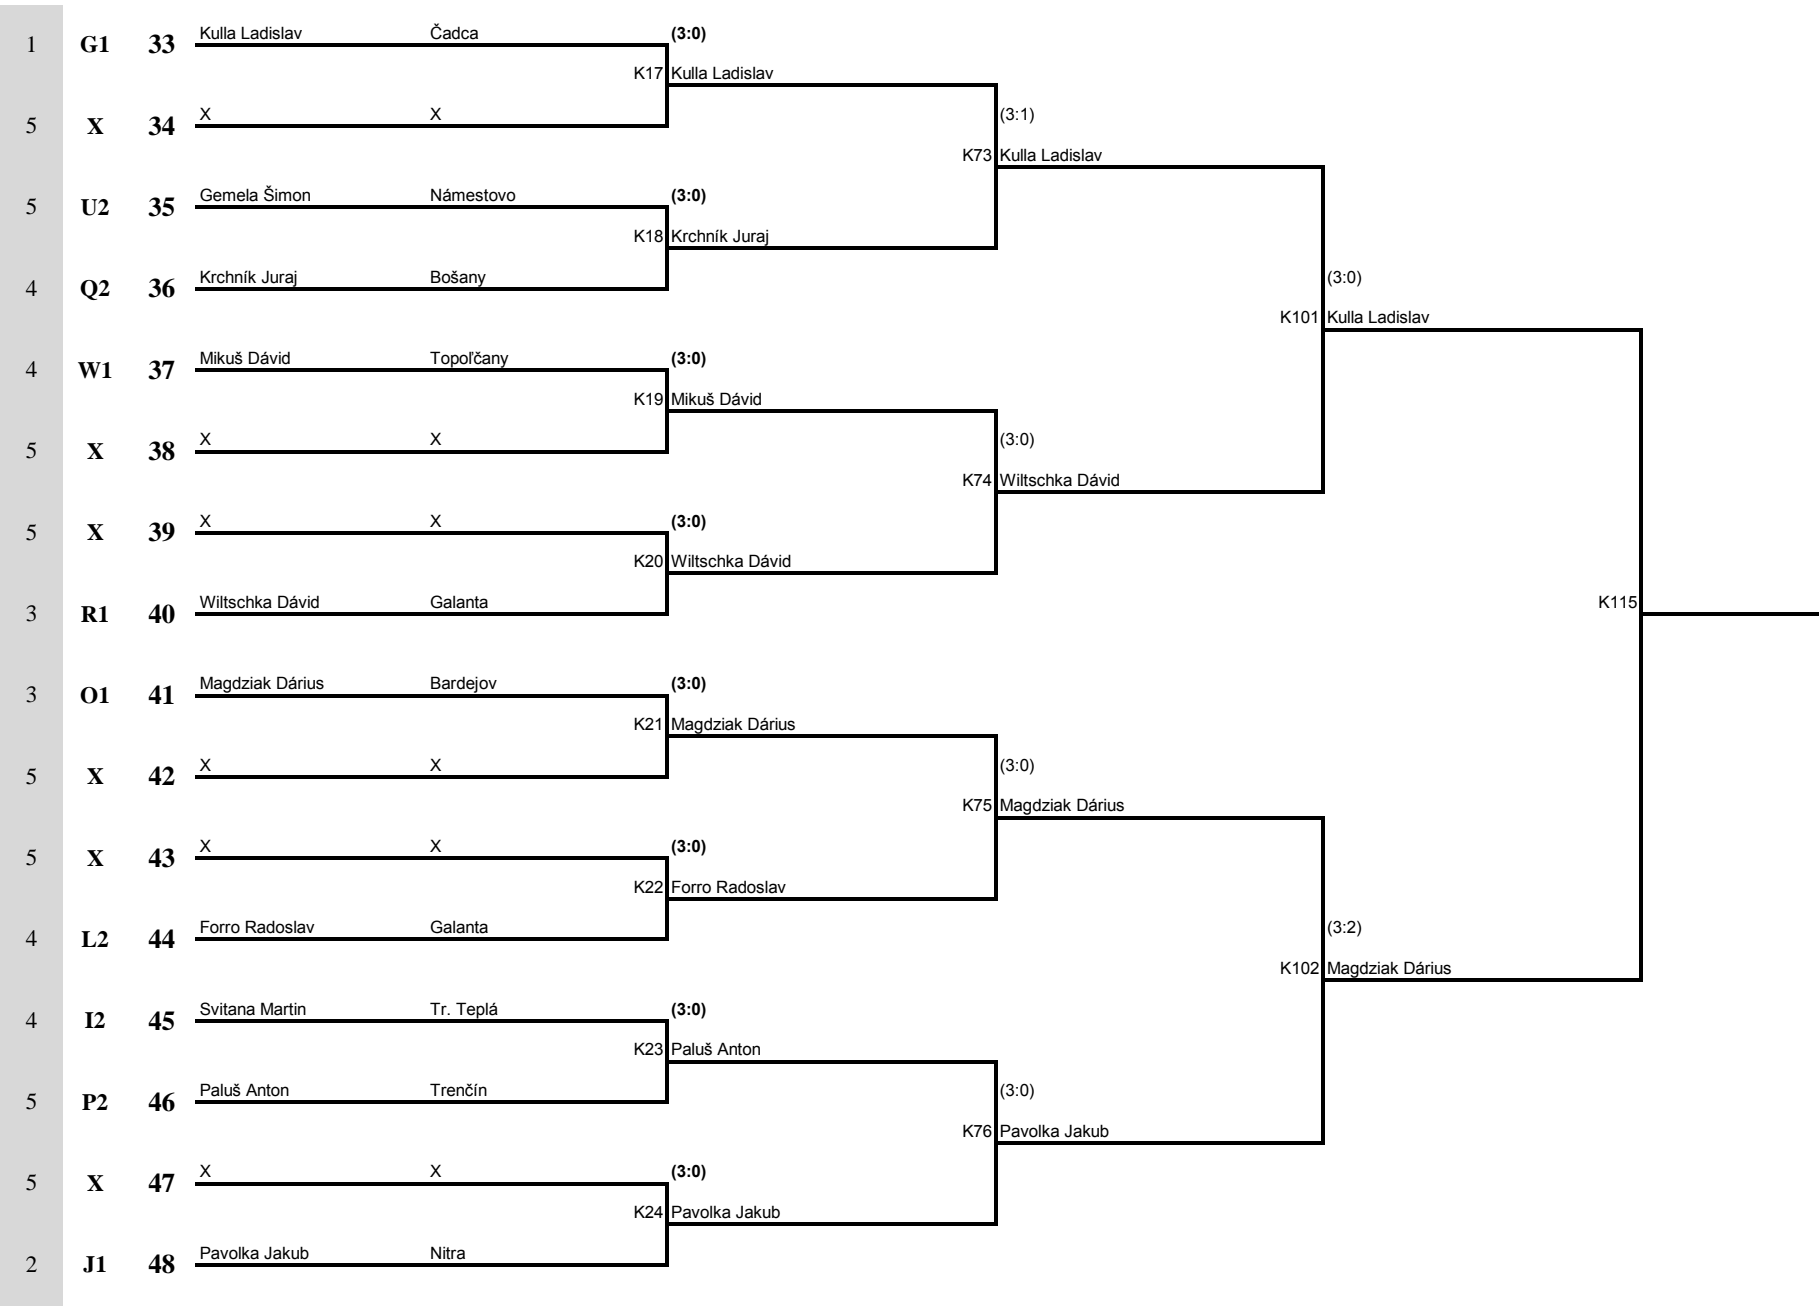 1 G1 33 Kulla Ladislav Čadca (3:0)
K17 Kulla Ladislav
5 X 34 X X (3:1)
K73 Kulla Ladislav
5 U2 35 Gemela Šimon Námestovo (3:0)
K18 Krchník Juraj
4 Q2 36 Krchník Juraj Bošany (3:0)
K101 Kulla Ladislav
4 W1 37 Mikuš Dávid Topoľčany (3:0)
K19 Mikuš Dávid
5 X 38 X X (3:0)
K74 Wiltschka Dávid
5 X 39 X X (3:0)
K20 Wiltschka Dávid
3 R1 40 Wiltschka Dávid Galanta K115
3 O1 41 Magdziak Dárius Bardejov (3:0)
K21 Magdziak Dárius
5 X 42 X X (3:0)
K75 Magdziak Dárius
5 X 43 X X (3:0)
K22 Forro Radoslav
4 L2 44 Forro Radoslav Galanta (3:2)
K102 Magdziak Dárius
4 I2 45 Svitana Martin Tr. Teplá (3:0)
K23 Paluš Anton
5 P2 46 Paluš Anton Trenčín (3:0)
K76 Pavolka Jakub
5 X 47 X X (3:0)
K24 Pavolka Jakub
2 J1 48 Pavolka Jakub Nitra